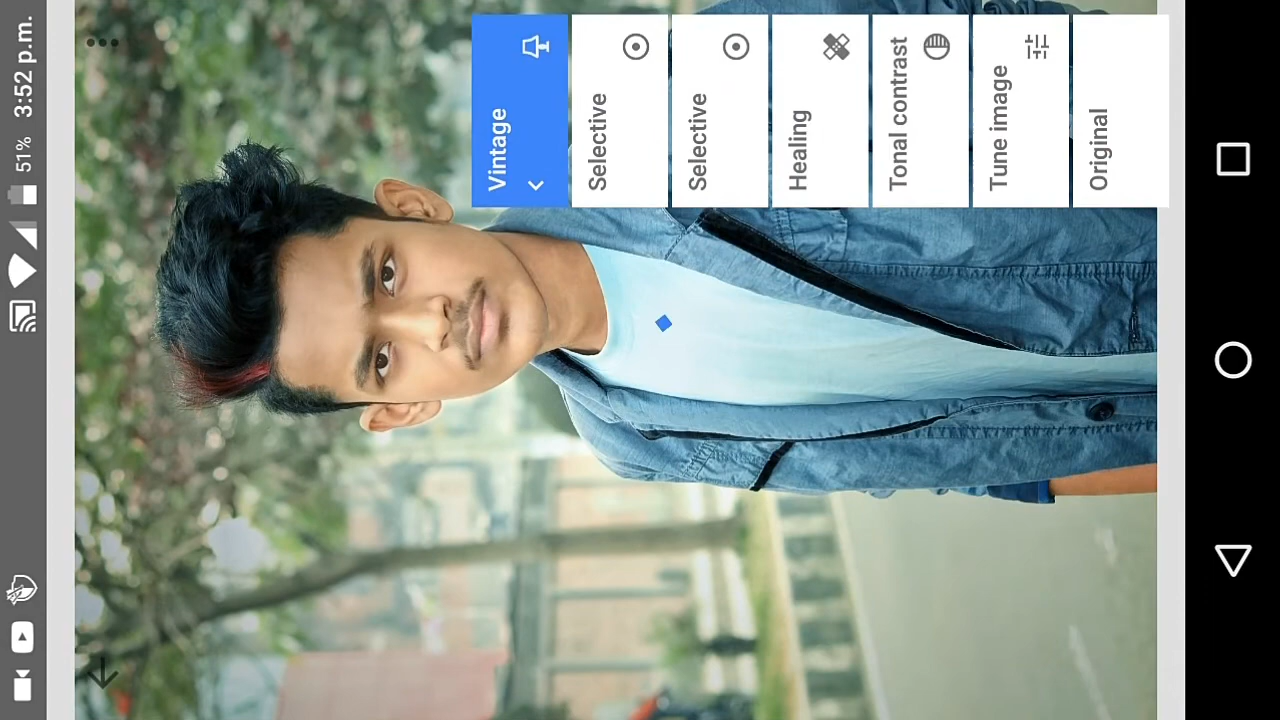 51% 3:52 p.m.
Vintage
Selective
Selective
Healing
Tonal contrast
Tune image
Original